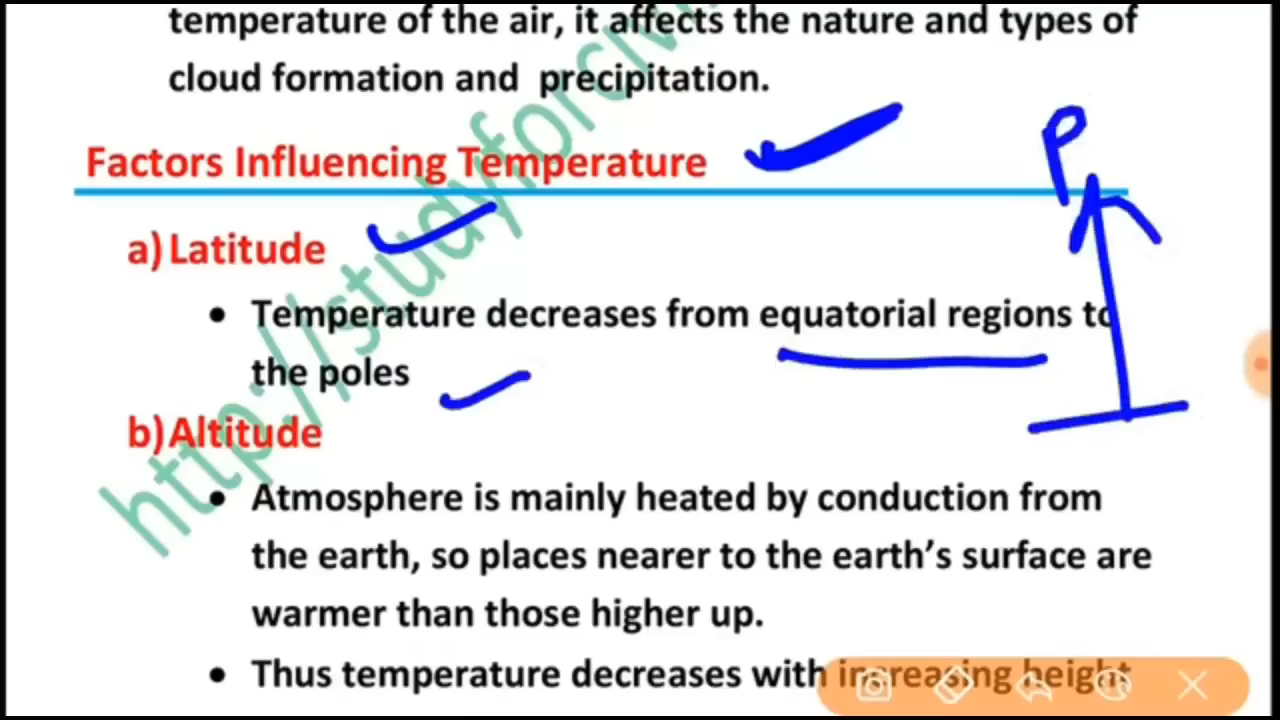 temperature of the air, it affects the nature and types of
cloud formation and precipitation.
Factors Influencing Temperature
P
a) Latitude
• Temperature decreases from equatorial regions to
the poles
b) Altitude
• Atmosphere is mainly heated by conduction from
the earth, so places nearer to the earth's surface are
warmer than those higher up.
• Thus temperature decreases with increasing height
http://studyforcivi